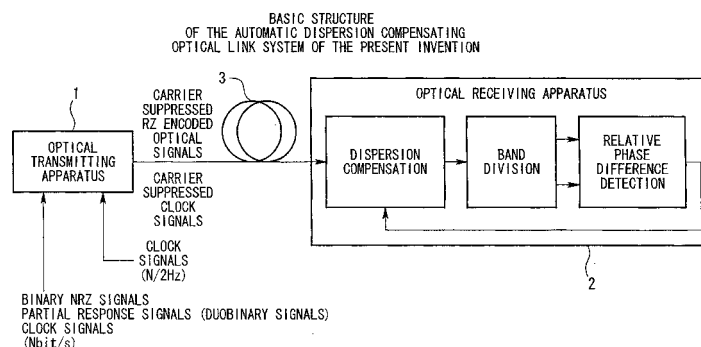 BASIC STRUCTURE
OF THE AUTOMATIC DISPERSION COMPENSATING
OPTICAL LINK SYSTEM OF THE PRESENT INVENTION
1
OPTICAL
TRANSMITTING
APPARATUS
CARRIER
SUPPRESSED
RZ ENCODED
OPTICAL
SIGNALS
CARRIER
SUPPRESSED
CLOCK
SIGNALS
3
OPTICAL RECEIVING APPARATUS
DISPERSION
COMPENSATION
BAND
DIVISION
RELATIVE
PHASE
DIFFERENCE
DETECTION
2
CLOCK
SIGNALS
(N/2Hz)
BINARY NRZ SIGNALS
PARTIAL RESPONSE SIGNALS (DUOBINARY SIGNALS)
CLOCK SIGNALS
(Nbit/s)